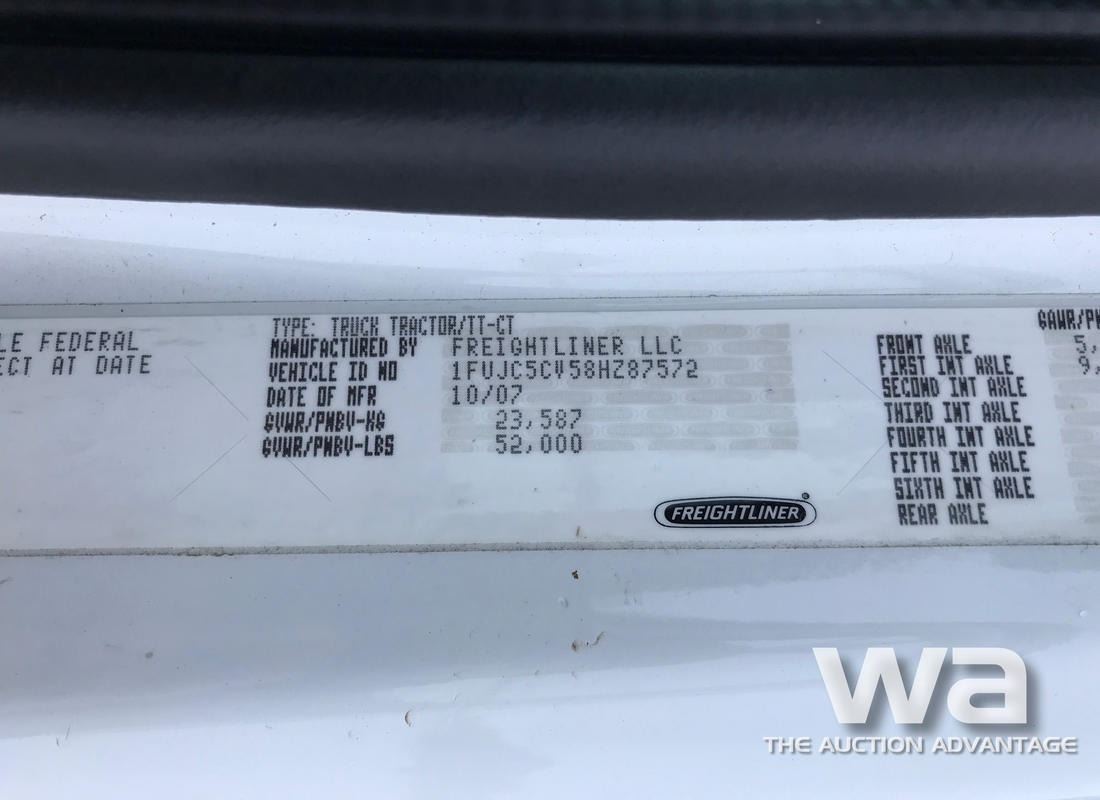 LE FEDERAL
ECT AT DATE
TYPE: TRUCK TRACTOR/TT-CT
MANUFACTURED BY FREIGHTLINER LLC
VEHICLE ID NO 1FUJC5CV58HZ87572
DATE OF MFR 10/07
GVWR/PNBV-KG 23,587
GVWR/PNBV-LBS 52,000
FREIGHTLINER
GAWR/PN
FRONT AXLE 5,
FIRST INT AXLE 9,
SECOND INT AXLE
THIRD INT AXLE
FOURTH INT AXLE
FIFTH INT AXLE
SIXTH INT AXLE
REAR AXLE
wa
THE AUCTION ADVANTAGE